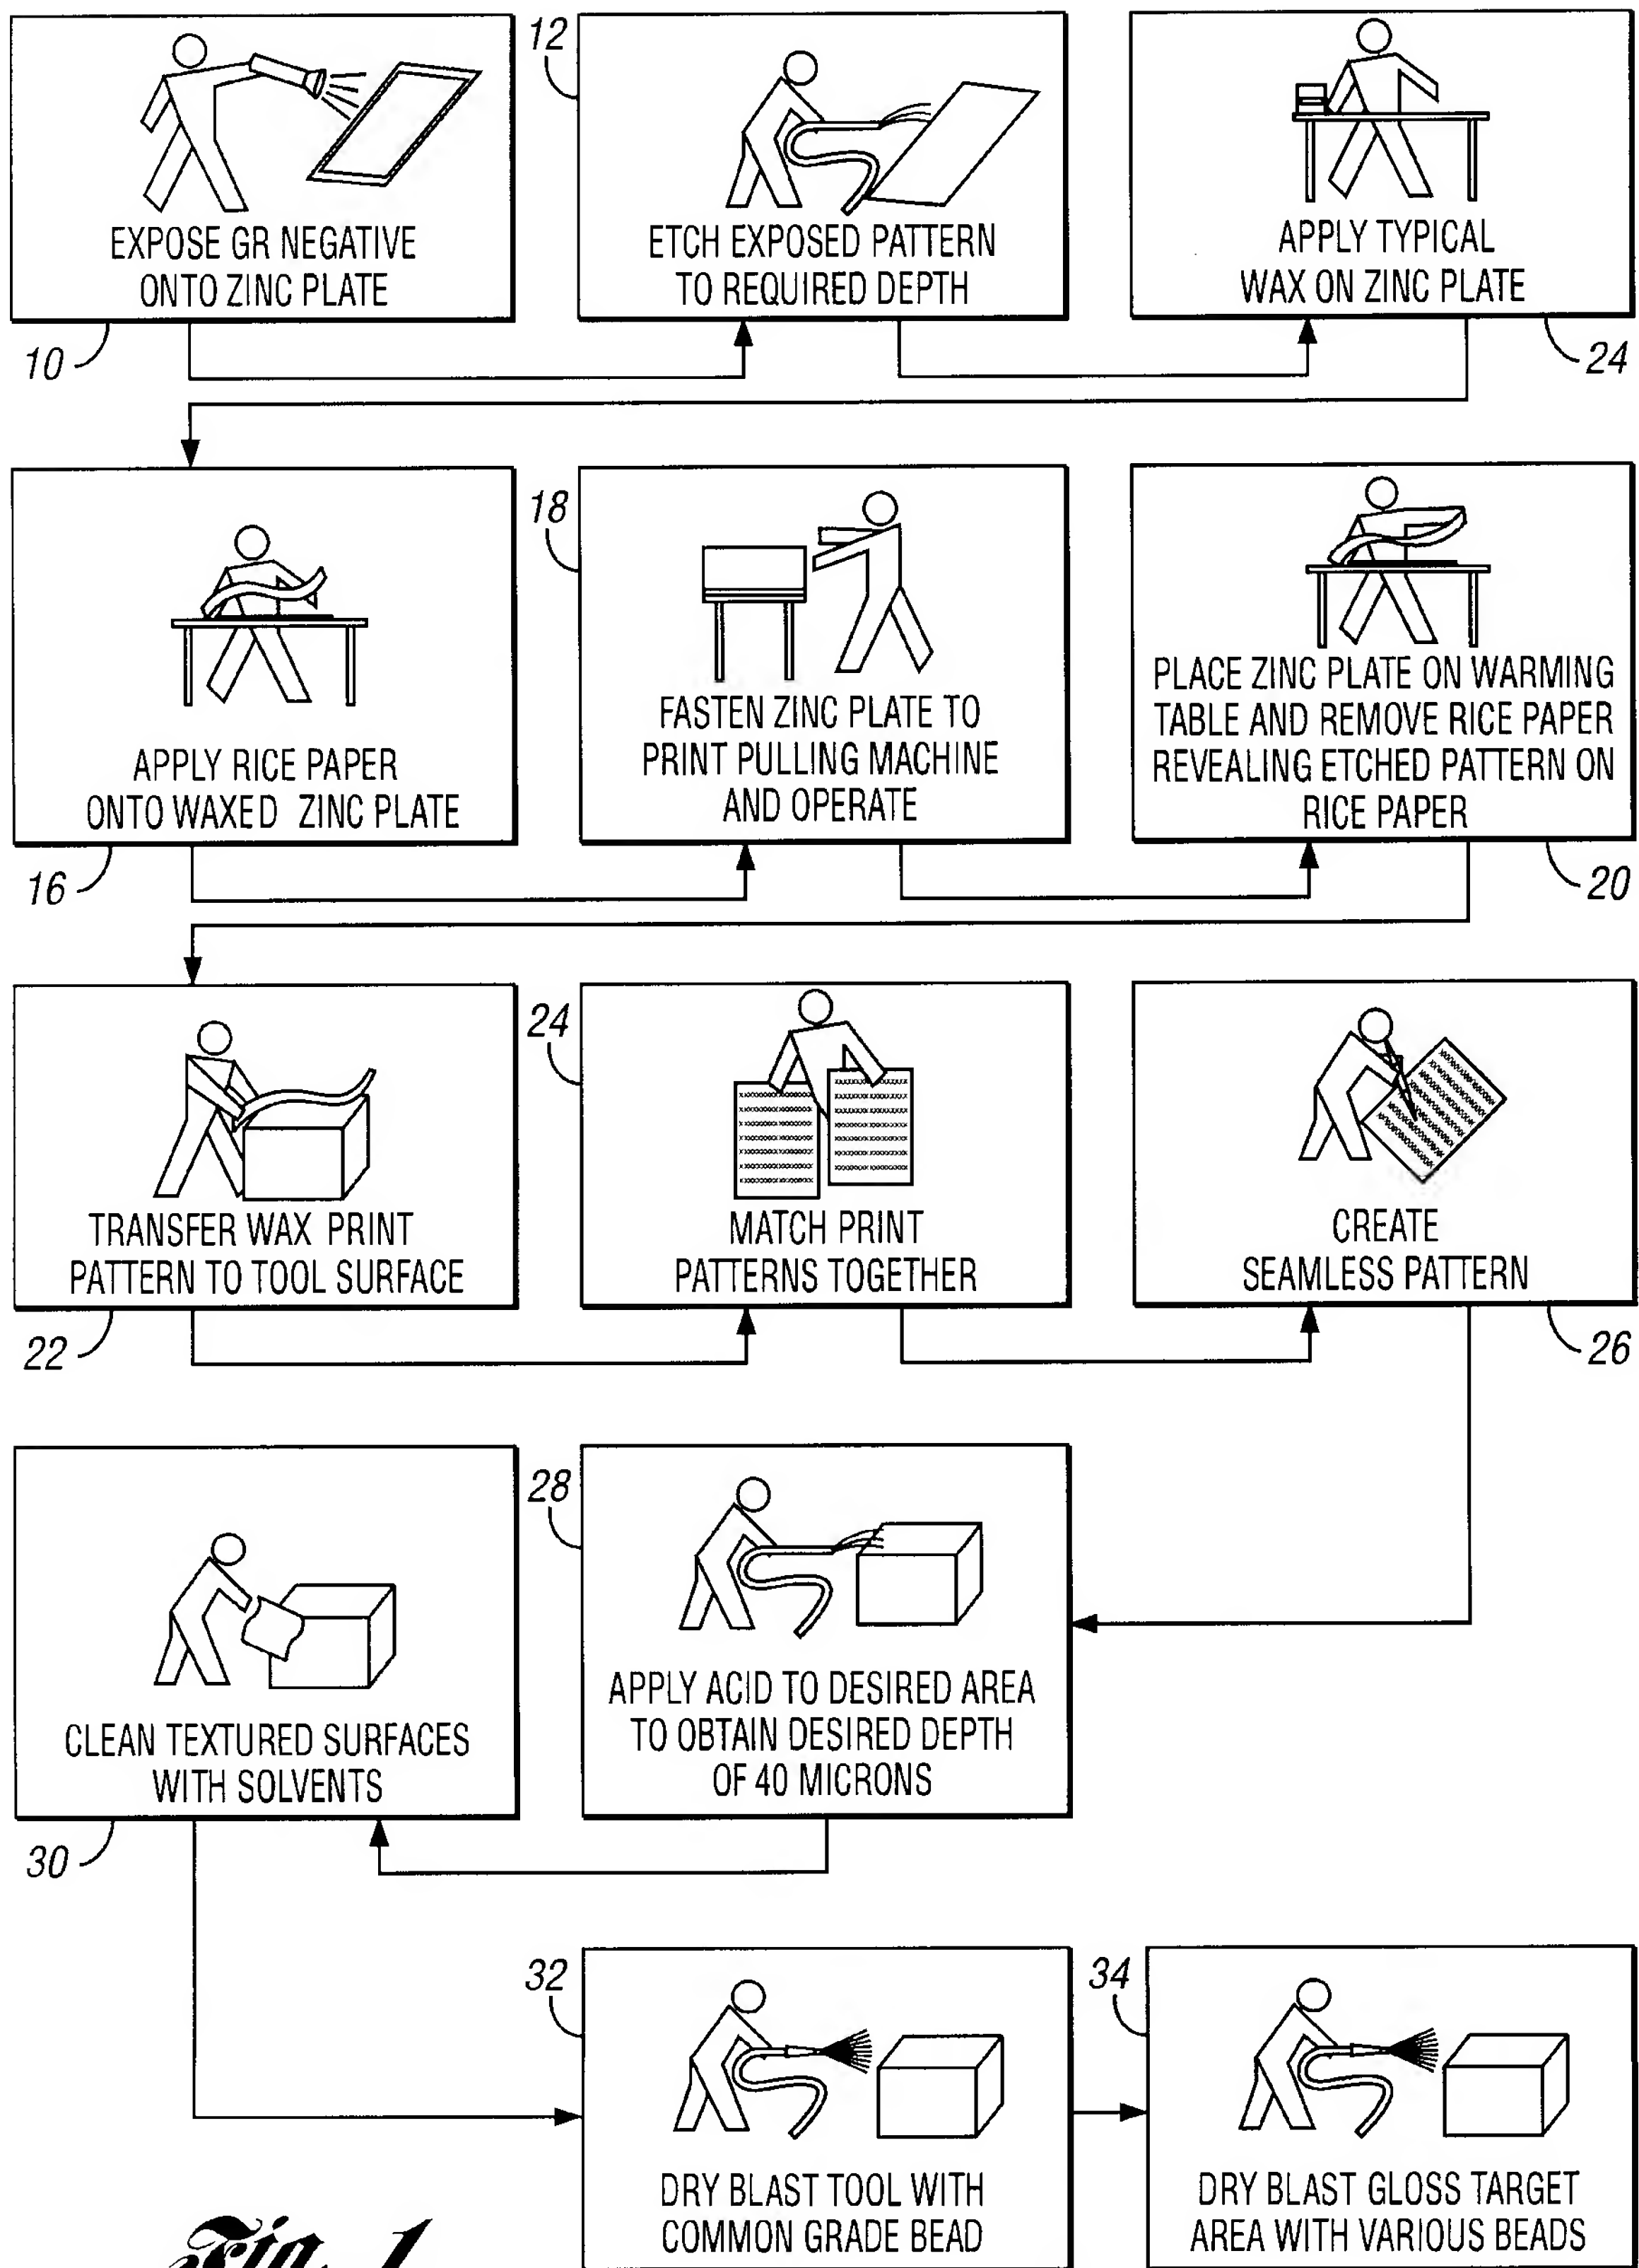 EXPOSE GR NEGATIVE
ONTO ZINC PLATE
10
12
ETCH EXPOSED PATTERN
TO REQUIRED DEPTH
APPLY TYPICAL
WAX ON ZINC PLATE
24
APPLY RICE PAPER
ONTO WAXED ZINC PLATE
16
18
FASTEN ZINC PLATE TO
PRINT PULLING MACHINE
AND OPERATE
PLACE ZINC PLATE ON WARMING
TABLE AND REMOVE RICE PAPER
REVEALING ETCHED PATTERN ON
RICE PAPER
20
TRANSFER WAX PRINT
PATTERN TO TOOL SURFACE
22
24
MATCH PRINT
PATTERNS TOGETHER
CREATE
SEAMLESS PATTERN
26
28
APPLY ACID TO DESIRED AREA
TO OBTAIN DESIRED DEPTH
OF 40 MICRONS
CLEAN TEXTURED SURFACES
WITH SOLVENTS
30
32
DRY BLAST TOOL WITH
COMMON GRADE BEAD
34
DRY BLAST GLOSS TARGET
AREA WITH VARIOUS BEADS
Fig. 1